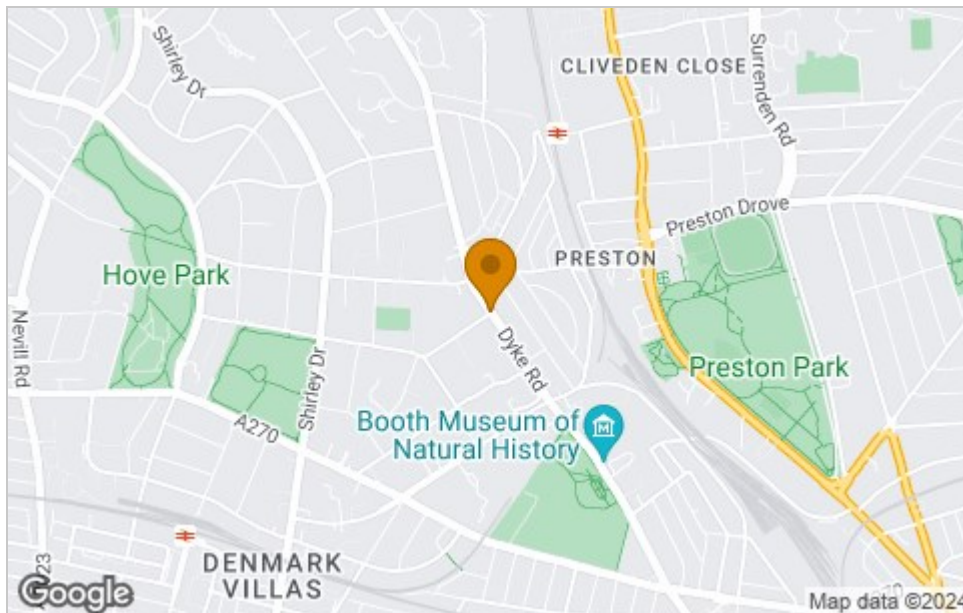 Shirley Dr
CLIVEDEN CLOSE
Surrenden Rd
Preston Drove
PRESTON
Hove Park
Nevill Rd
Dyke Rd
Preston Park
Shirley Dr
Booth Museum of
Natural History
A270
DENMARK
VILLAS
Google
Map data ©2024